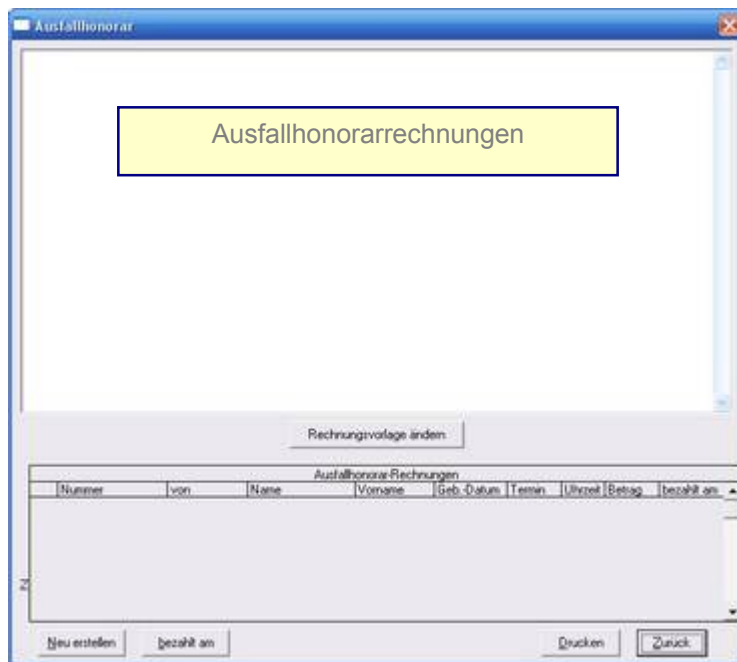 Ausfallhonorar
Ausfallhonorarrechnungen
Rechnungsvorlage ändern
Ausfallhonorar-Rechnungen
Nummer von Name Vorname Geb.-Datum Termin Uhrzeit Betrag bezahlt am
N
Neu erstellen bezahlt am Drucken Zurück